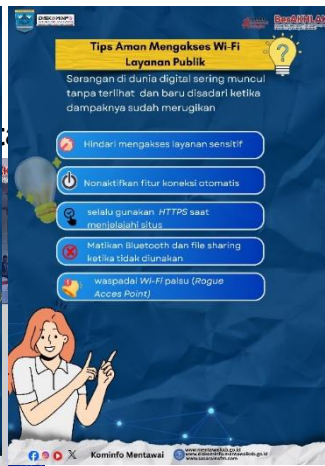 DISKOMINFO
BerAKHLAK
Tips Aman Mengakses Wi-Fi
Layanan Publik
Serangan di dunia digital sering muncul
tanpa terlihat dan baru disadari ketika
dampaknya sudah merugikan
Hindari mengakses layanan sensitif
Nonaktifkan fitur koneksi otomatis
selalu gunakan HTTPS saat
menjelajahi situs
Matikan Bluetooth dan file sharing
ketika tidak diunakan
waspadai Wi-Fi palsu (Rogue
Acces Point)
Kominfo Mentawai